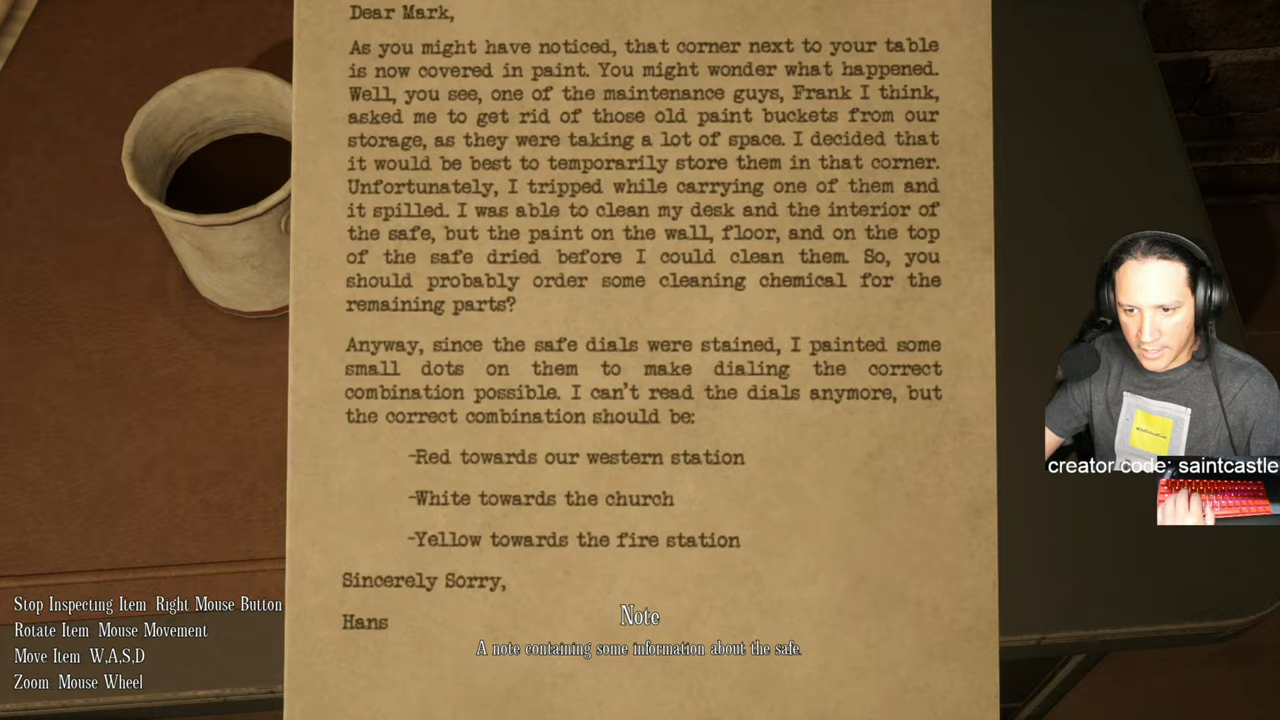 Dear Mark,
As you might have noticed, that corner next to your table
is now covered in paint. You might wonder what happened.
Well, you see, one of the maintenance guys, Frank I think,
asked me to get rid of those old paint buckets from our
storage, as they were taking a lot of space. I decided that
it would be best to temporarily store them in that corner.
Unfortunately, I tripped while carrying one of them and
it spilled. I was able to clean my desk and the interior of
the safe, but the paint on the wall, floor, and on the top
of the safe dried before I could clean them. So, you
should probably order some cleaning chemical for the
remaining parts?
Anyway, since the safe dials were stained, I painted some
small dots on them to make dialing the correct
combination possible. I can't read the dials anymore, but
the correct combination should be:
-Red towards our western station
-White towards the church
-Yellow towards the fire station
Sincerely Sorry,
Hans
Note
A note containing some information about the safe.
Stop Inspecting Item Right Mouse Button
Rotate Item Mouse Movement
Move Item W,A,S,D
Zoom Mouse Wheel
creator code: saintcastle